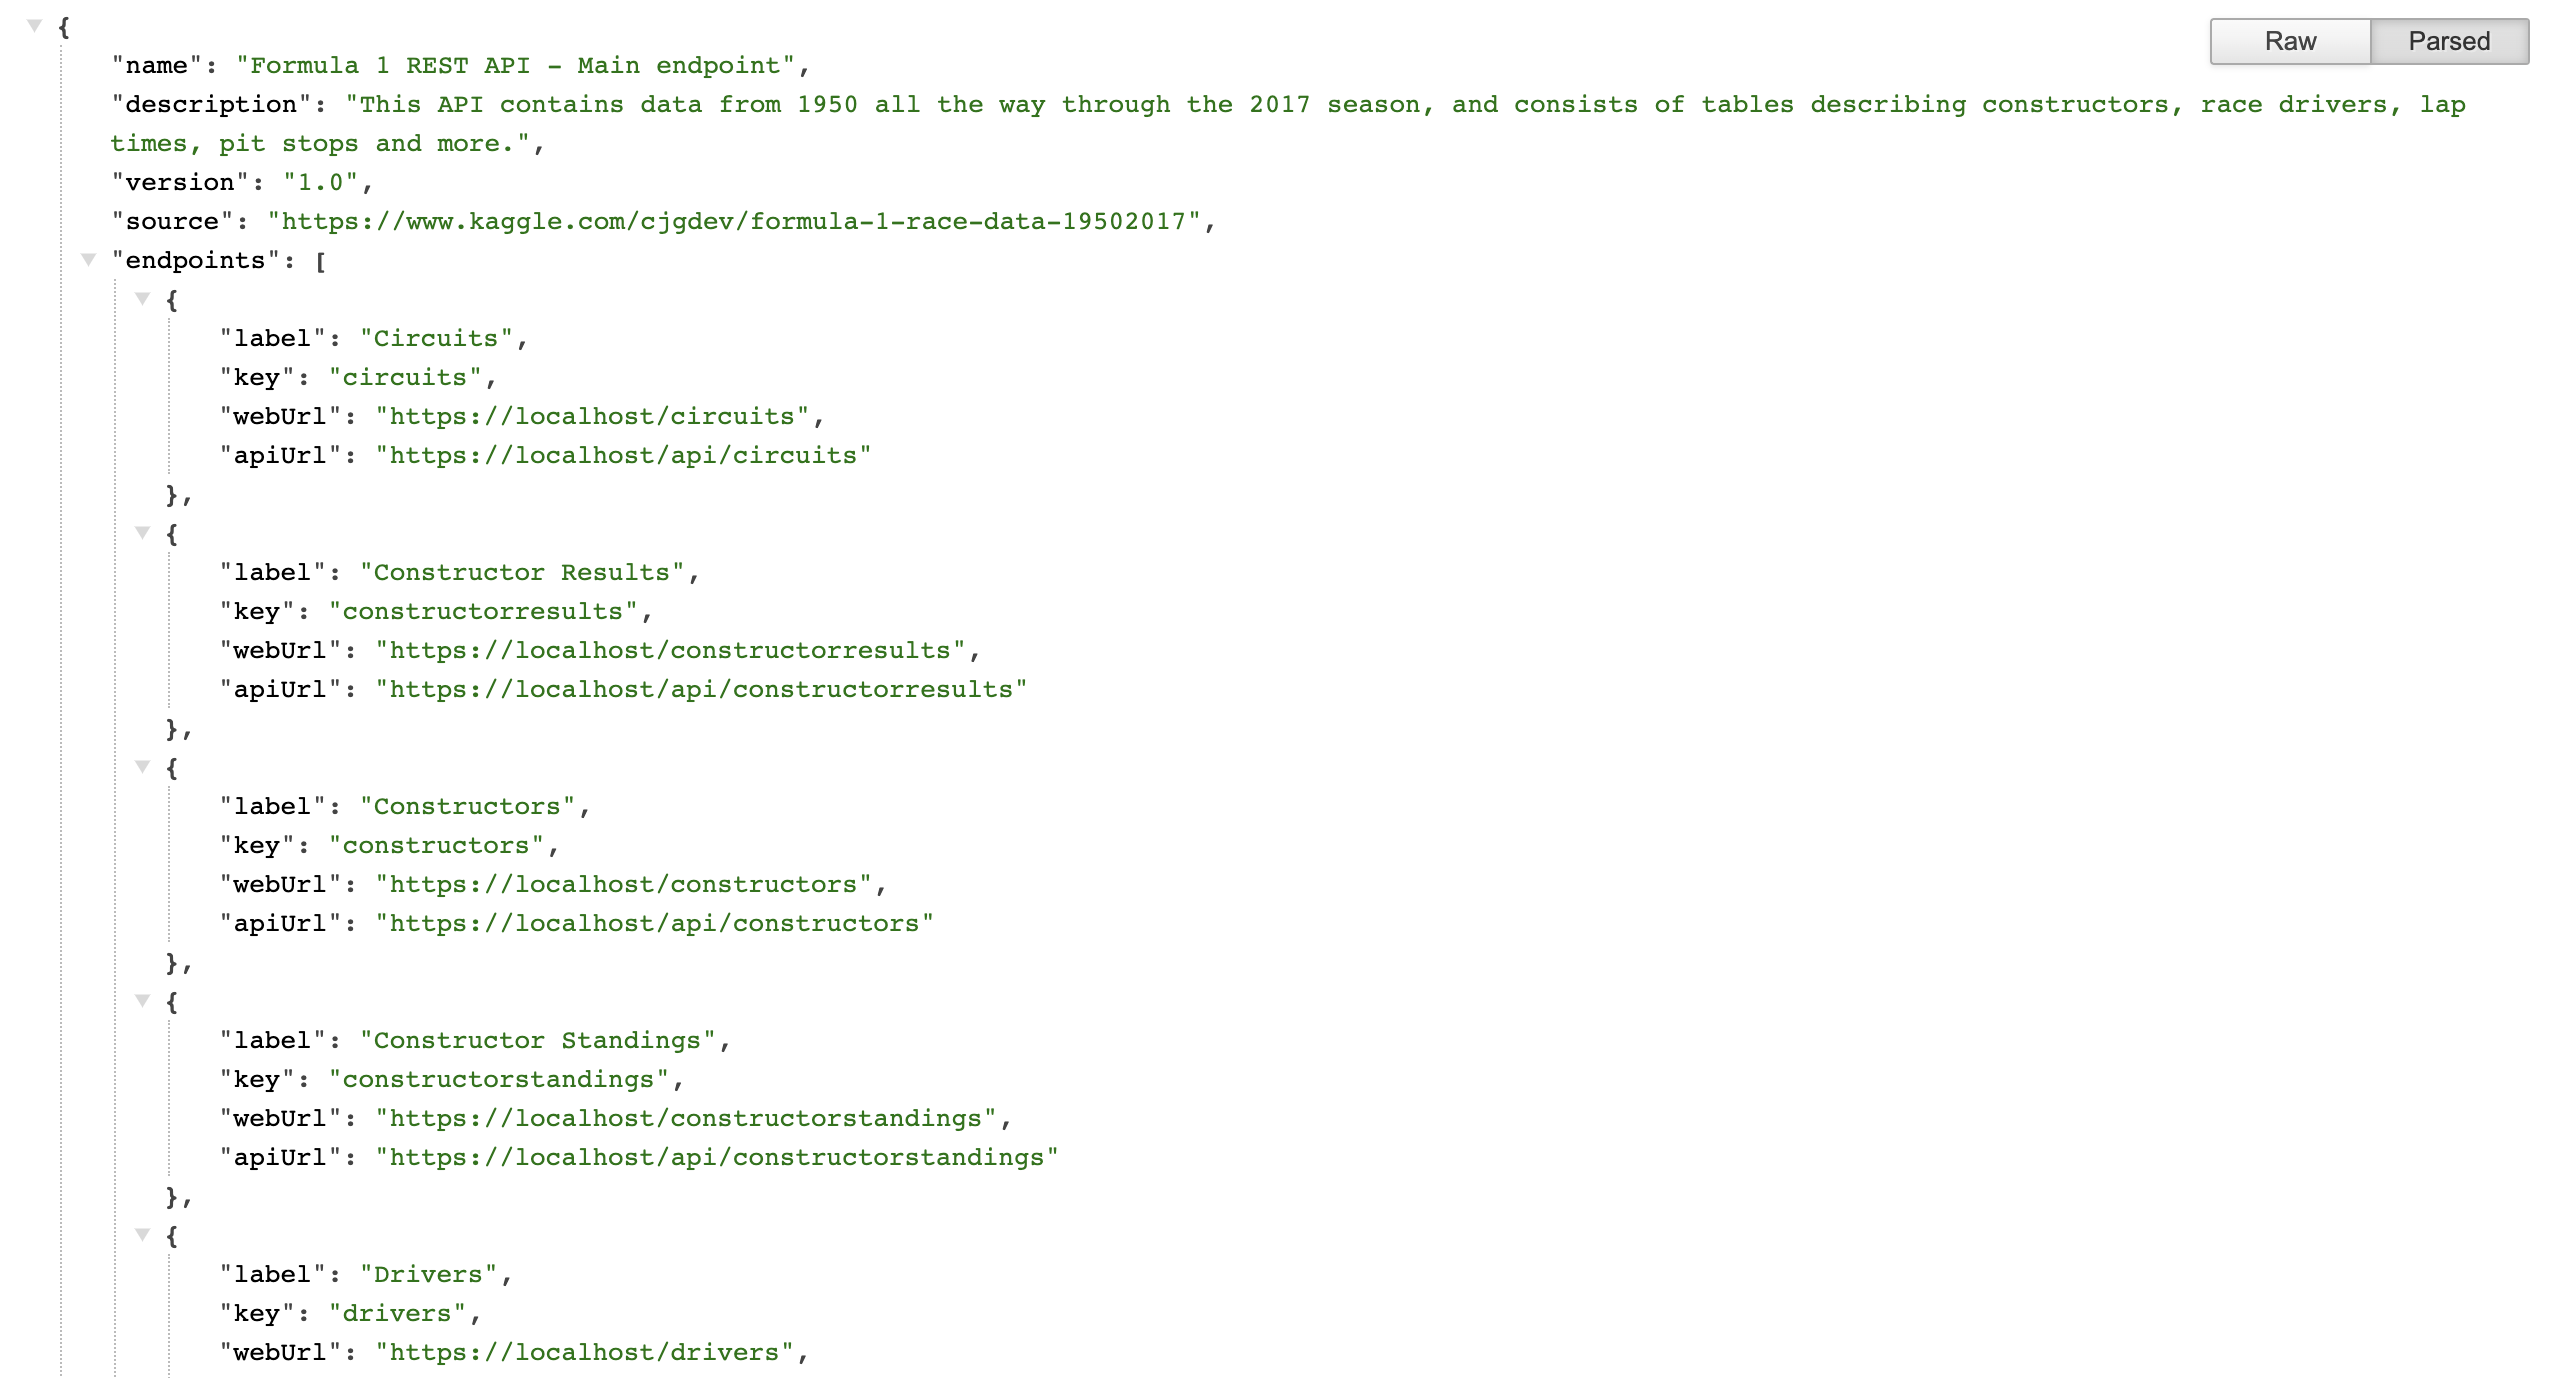 {
Raw Parsed
"name": "Formula 1 REST API - Main endpoint",
"description": "This API contains data from 1950 all the way through the 2017 season, and consists of tables describing constructors, race drivers, lap
times, pit stops and more.",
"version": "1.0",
"source": "https://www.kaggle.com/cjgdev/formula-1-race-data-19502017",
"endpoints": [
{
"label": "Circuits",
"key": "circuits",
"webUrl": "https://localhost/circuits",
"apiUrl": "https://localhost/api/circuits"
},
{
"label": "Constructor Results",
"key": "constructorresults",
"webUrl": "https://localhost/constructorresults",
"apiUrl": "https://localhost/api/constructorresults"
},
{
"label": "Constructors",
"key": "constructors",
"webUrl": "https://localhost/constructors",
"apiUrl": "https://localhost/api/constructors"
},
{
"label": "Constructor Standings",
"key": "constructorstandings",
"webUrl": "https://localhost/constructorstandings",
"apiUrl": "https://localhost/api/constructorstandings"
},
{
"label": "Drivers",
"key": "drivers",
"webUrl": "https://localhost/drivers",